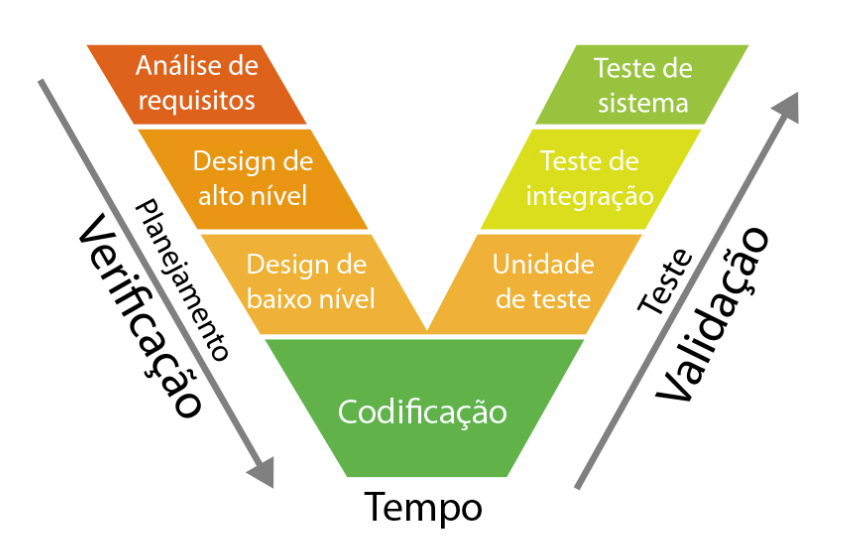 Análise de
requisitos
Design de
alto nível
Design de
baixo nível
Codificação
Unidade
de teste
Teste de
integração
Teste de
sistema
Planejamento
Verificação
Teste
Validação
Tempo